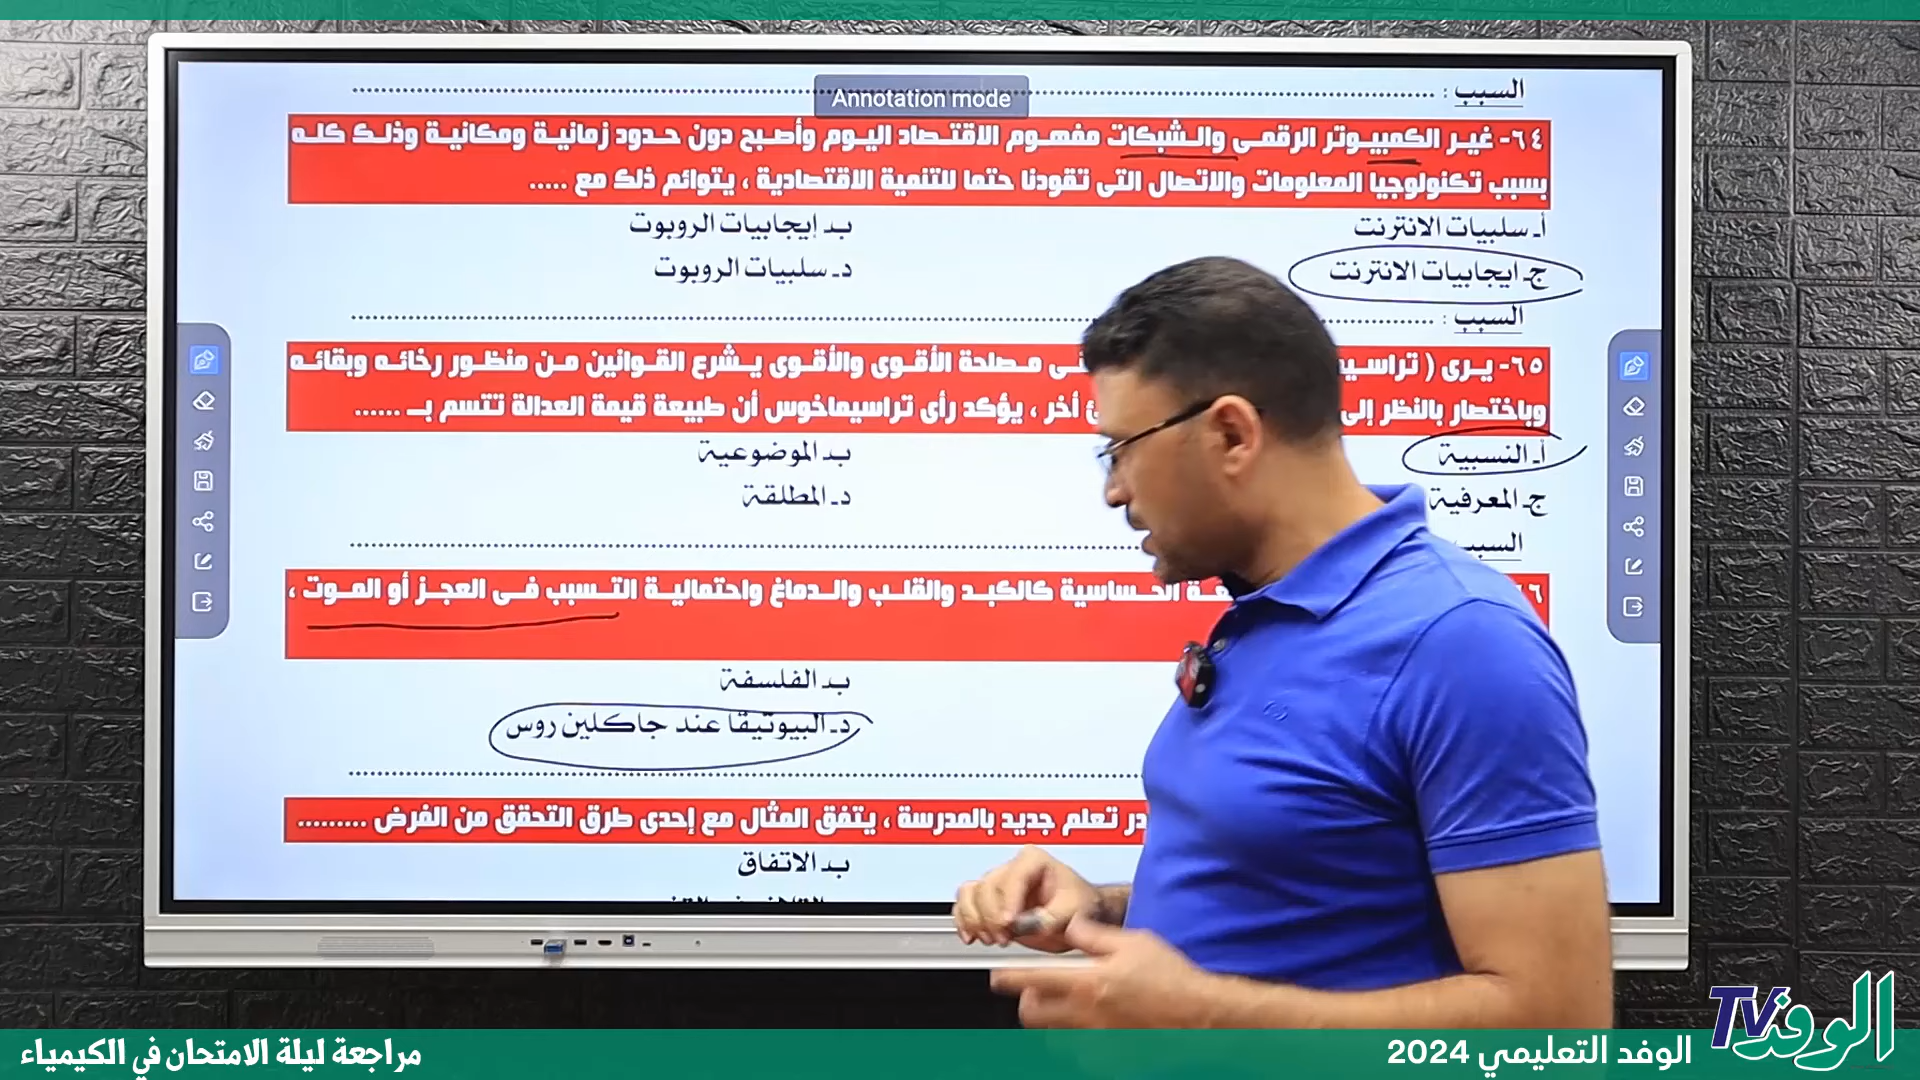 السبب :
Annotation mode
٦٤- غير الكمبيوتر الرقمى والشبكات مفهوم الاقتصاد اليوم وأصبح دون حدود زمانية ومكانية وذلك كله
بسبب تكنولوجيا المعلومات والاتصال التى تقودنا حتما للتنمية الاقتصادية ، يتوائم ذلك مع .....
أ- سلبيات الانترنت
ب- إيجابيات الروبوت
ج- ايجابيات الانترنت
د- سلبيات الروبوت
السبب :
٦٥- يرى ( تراسيم مصلحة الأقوى والأقوى يشرع القوانين من منظور رخائه وبقائه
وباختصار بالنظر إلى أخر ، يؤكد رأى تراسيماخوس أن طبيعة قيمة العدالة تتسم بـ ......
أ- النسبية
ب- الموضوعية
ج- المعرفية
د- المطلقة
السبب
الحساسية كالكبد والقلب والدماغ واحتمالية التسبب فى العجز أو الموت ،
ب- الفلسفة
د- البيوتيقا عند جاكلين روس
تعلم جديد بالمدرسة ، يتفق المثال مع إحدى طرق التحقق من الفرض .........
ب- الاتفاق
الوفد TV
الوفد التعليمي 2024
مراجعة ليلة الامتحان في الكيمياء